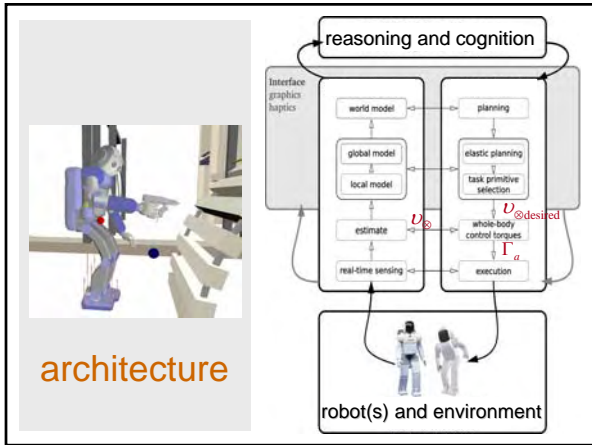 reasoning and cognition
Interface
graphics
haptics
world model
planning
global model
local model
elastic planning
task primitive
selection
υ⊗
υ⊗desired
estimate
whole-body
control torques
Γa
real-time sensing
execution
architecture
robot(s) and environment